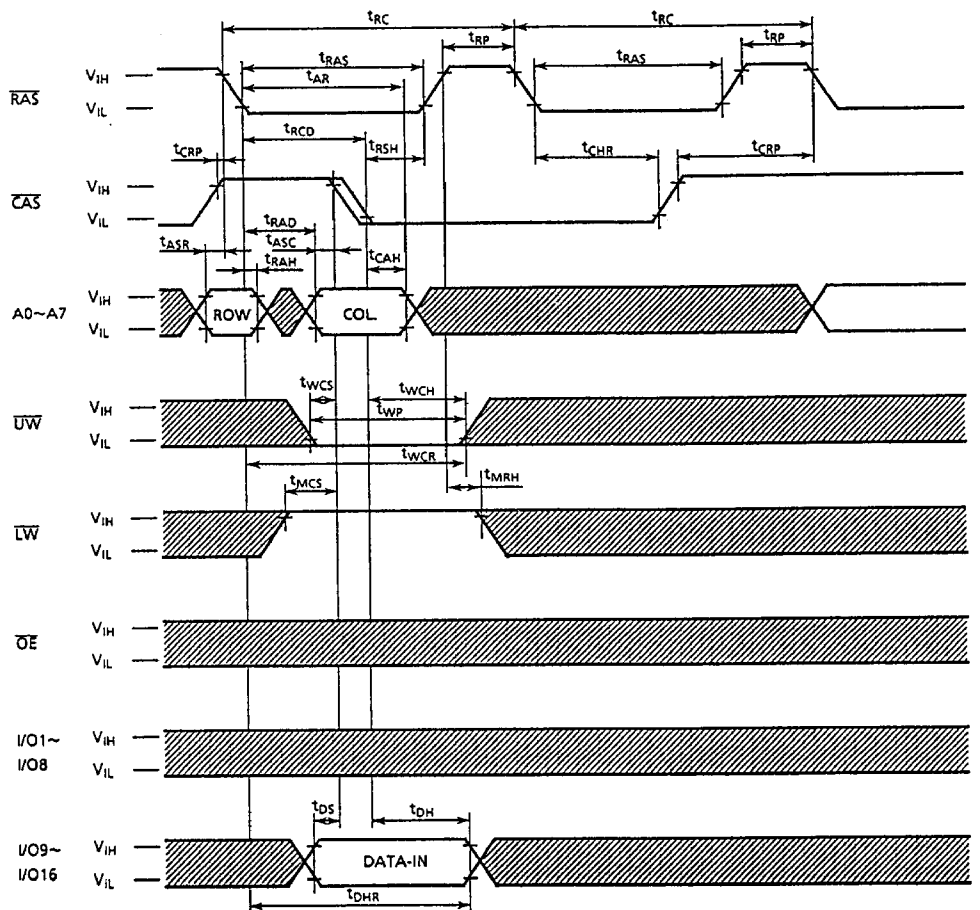 tRC tRC
tRP tRP
tRAS tRAS
tAR
RAS VIH
VIL
tRCD
tRSH
tCRP tCHR tCRP
CAS VIH
VIL
tRAD
tASR tASC
tRAH tCAH
A0~A7 VIH ROW COL.
VIL
tWCS tWCH
UW VIH tWP
VIL
tWCR
tMCS tMRH
LW VIH
VIL
OE VIH
VIL
I/O1~ VIH
I/O8 VIL
tDS tDH
I/O9~ VIH DATA-IN
I/O16 VIL
tDHR